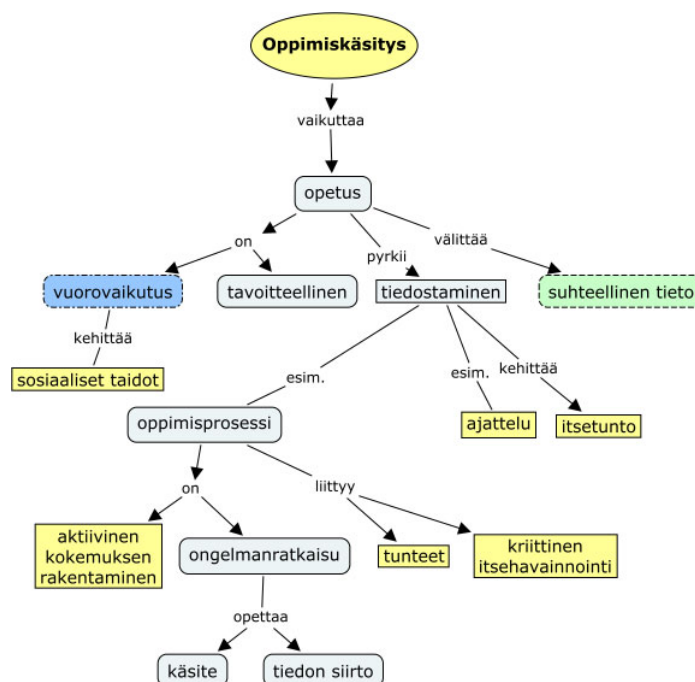 Oppimiskäsitys
vaikuttaa
opetus
on
pyrkii
välittää
vuorovaikutus
tavoitteellinen
tiedostaminen
suhteellinen tieto
kehittää
sosiaaliset taidot
esim.
esim.
kehittää
oppimisprosessi
ajattelu
itsetunto
on
liittyy
aktiivinen
kokemuksen
rakentaminen
ongelmanratkaisu
tunteet
kriittinen
itsehavainnointi
opettaa
käsite
tiedon siirto